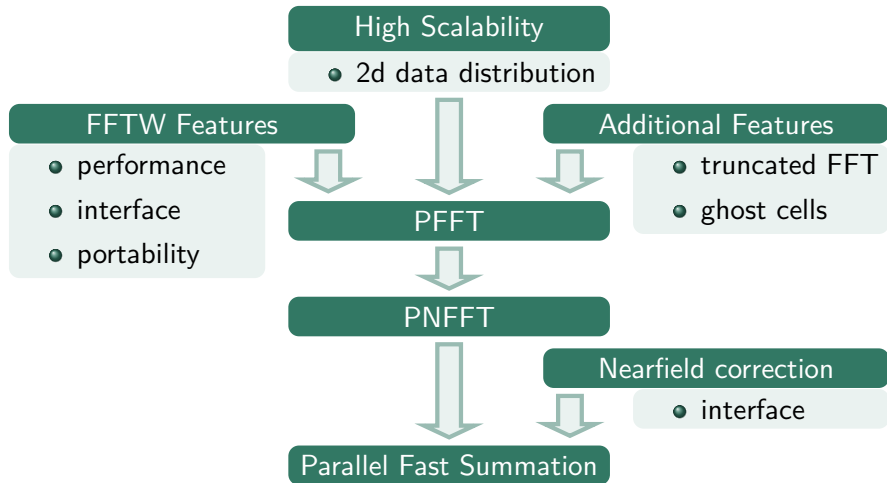 High Scalability
2d data distribution
FFTW Features
performance
interface
portability
Additional Features
truncated FFT
ghost cells
PFFT
PNFFT
Nearfield correction
interface
Parallel Fast Summation